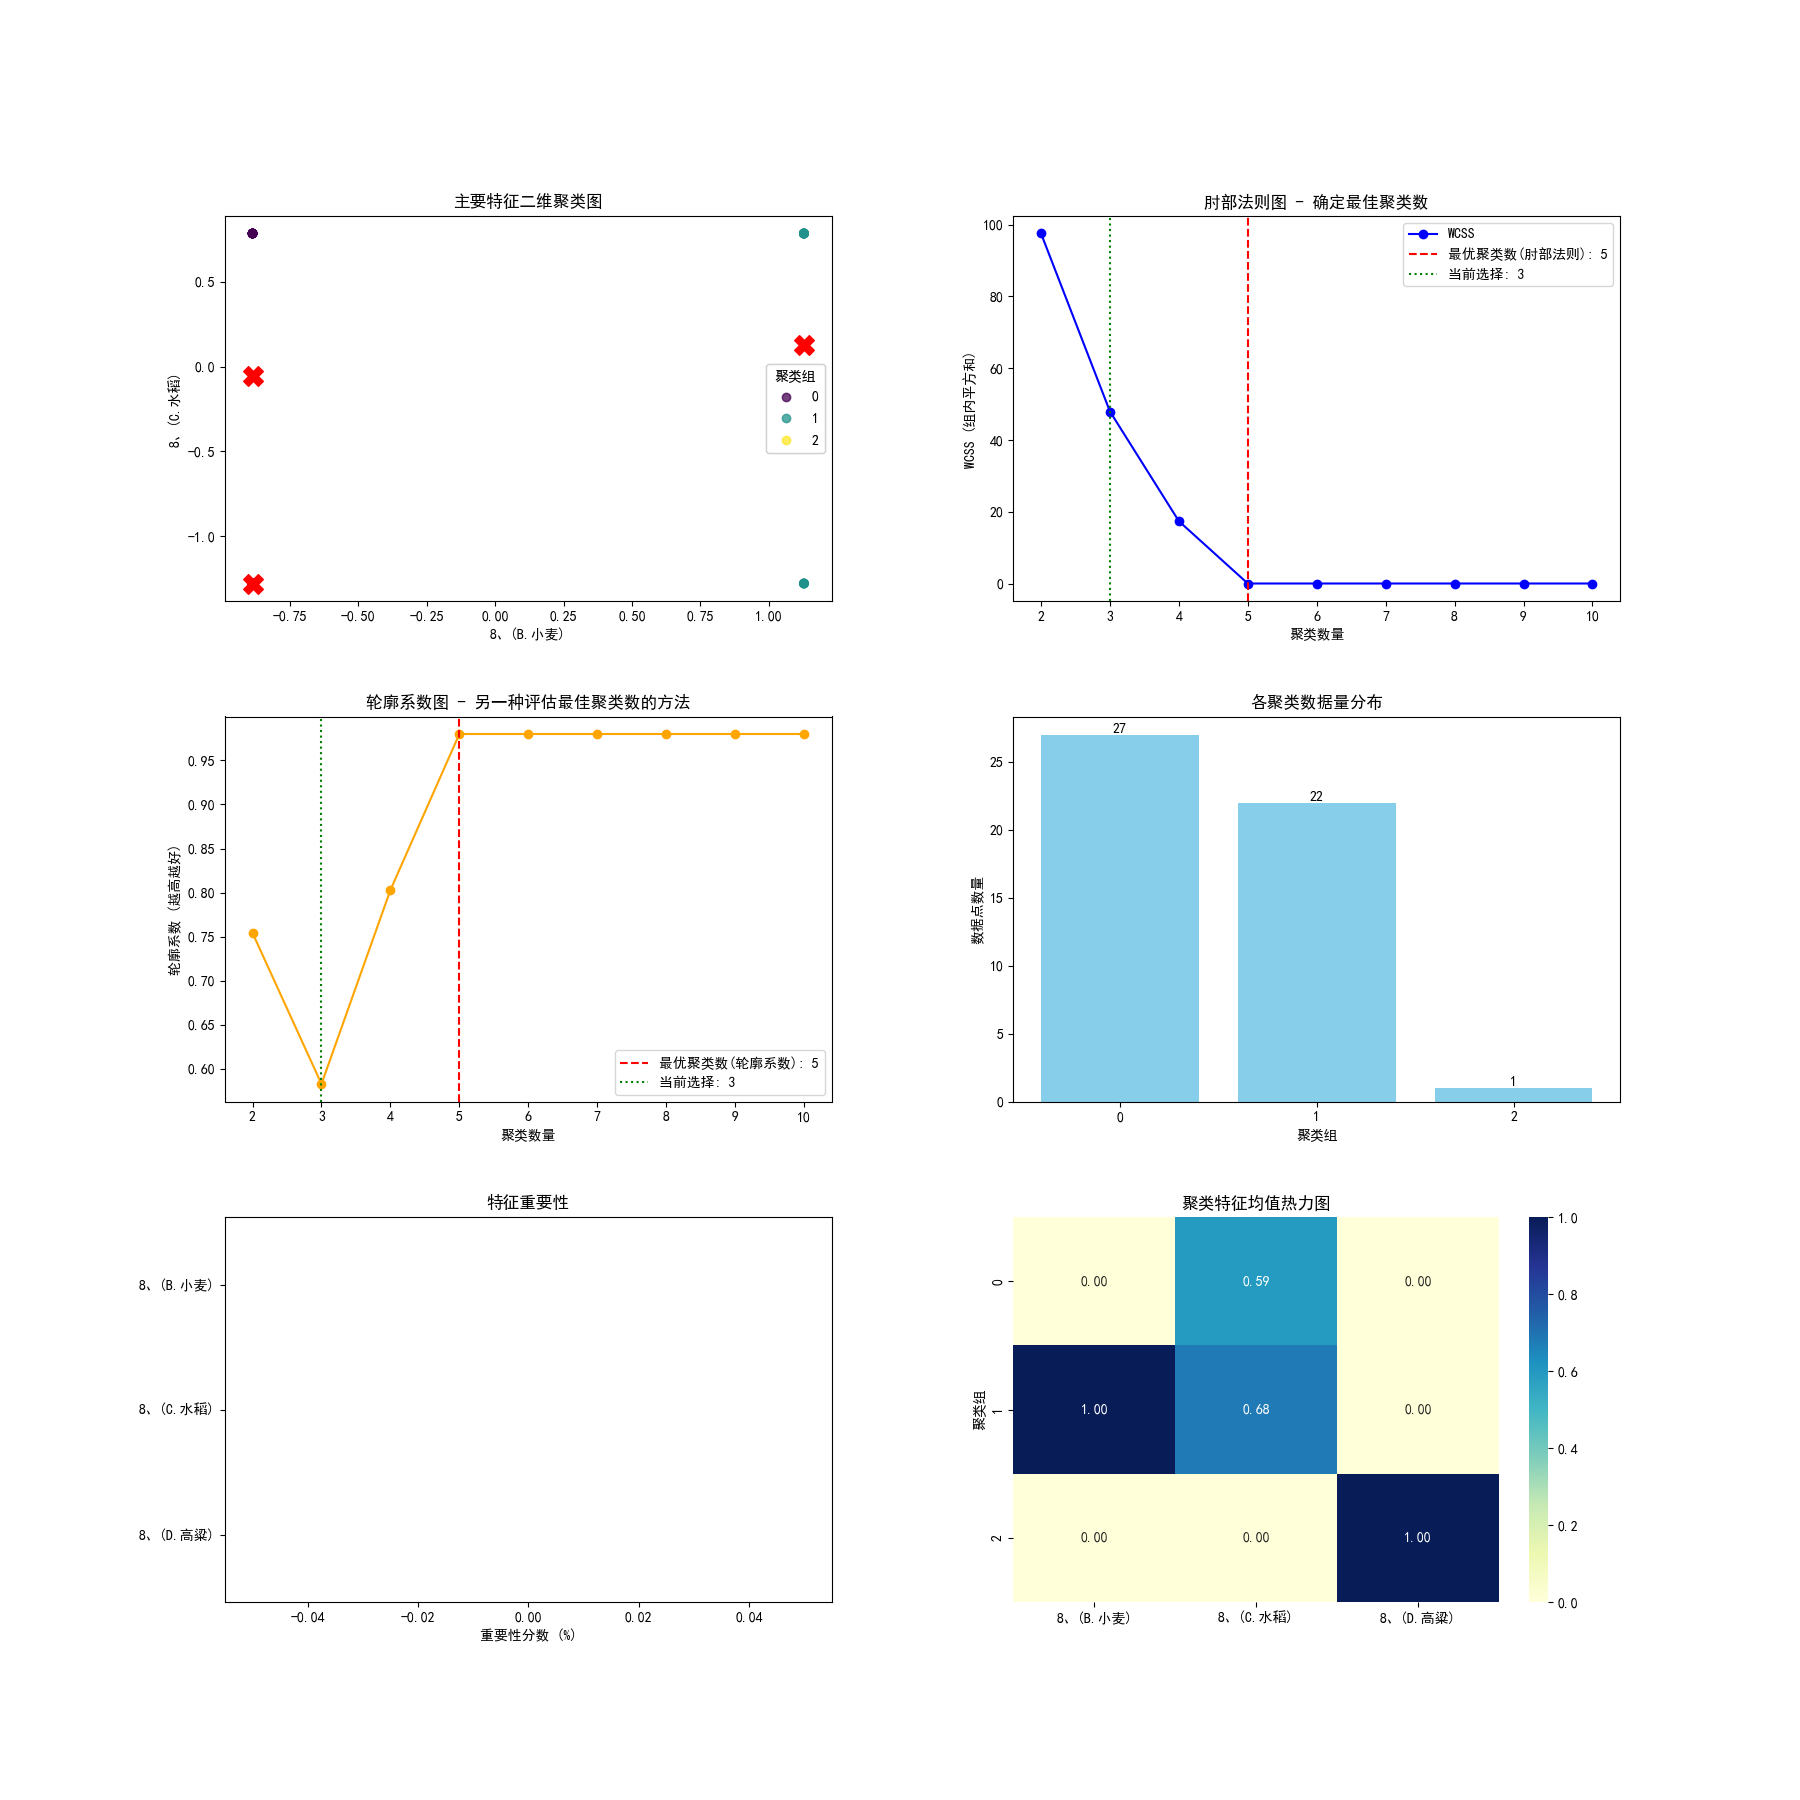 主要特征二维聚类图
0.5
0.0
−0.5
−1.0
8、(C.水稻)
聚类组
0
1
2
−0.75
−0.50
−0.25
0.00
0.25
0.50
0.75
1.00
8、(B.小麦)
肘部法则图 - 确定最佳聚类数
WCSS
最优聚类数(肘部法则): 5
当前选择: 3
100
80
60
40
20
0
WCSS (组内平方和)
2
3
4
5
6
7
8
9
10
聚类数量
轮廓系数图 - 另一种评估最佳聚类数的方法
0.95
0.90
0.85
0.80
0.75
0.70
0.65
0.60
轮廓系数 (越高越好)
最优聚类数(轮廓系数): 5
当前选择: 3
2
3
4
5
6
7
8
9
10
聚类数量
各聚类数据量分布
27
22
1
25
20
15
10
5
0
数据点数量
0
1
2
聚类组
特征重要性
8、(B.小麦)
8、(C.水稻)
8、(D.高粱)
−0.04
−0.02
0.00
0.02
0.04
重要性分数 (%)
聚类特征均值热力图
0
0.00
0.59
0.00
1
1.00
0.68
0.00
2
0.00
0.00
1.00
聚类组
8、(B.小麦)
8、(C.水稻)
8、(D.高粱)
1.0
0.8
0.6
0.4
0.2
0.0